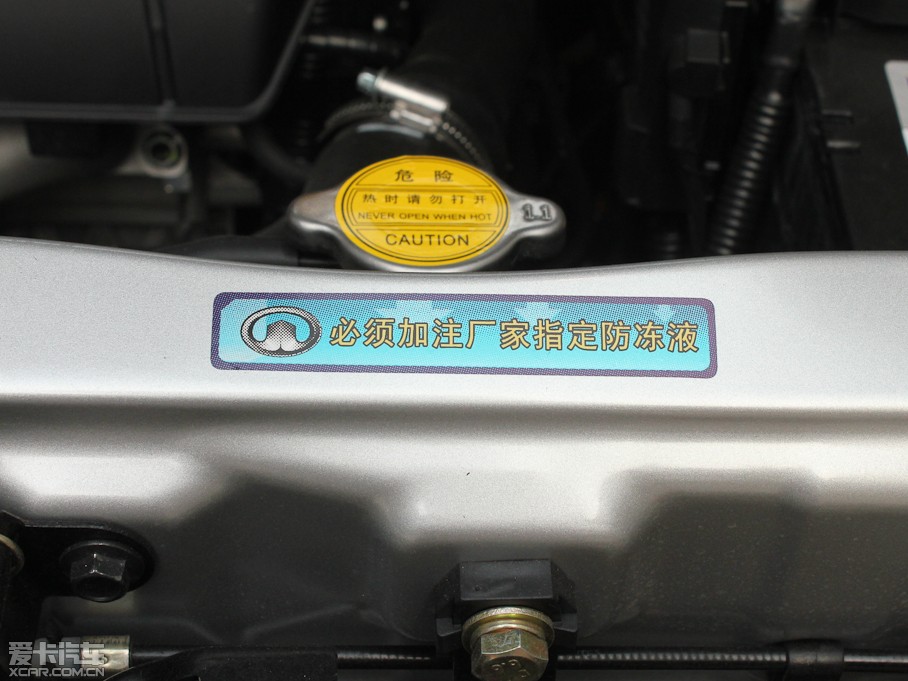 危险
热时请勿打开
NEVER OPEN WHEN HOT
CAUTION
1.1
必须加注厂家指定防冻液
爱卡汽车
XCAR.COM.CN